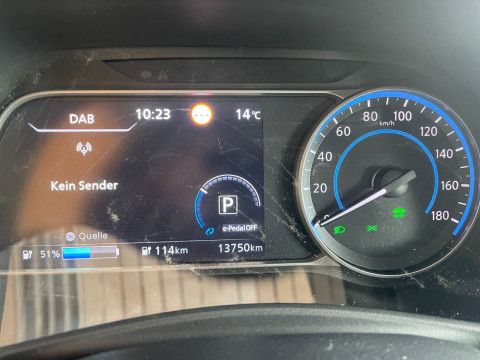 DAB
10:23
14°C
Kein Sender
P
e-Pedal OFF
Quelle
51%
114km
13750km
0
20
40
60
80
100
120
140
160
180
km/h